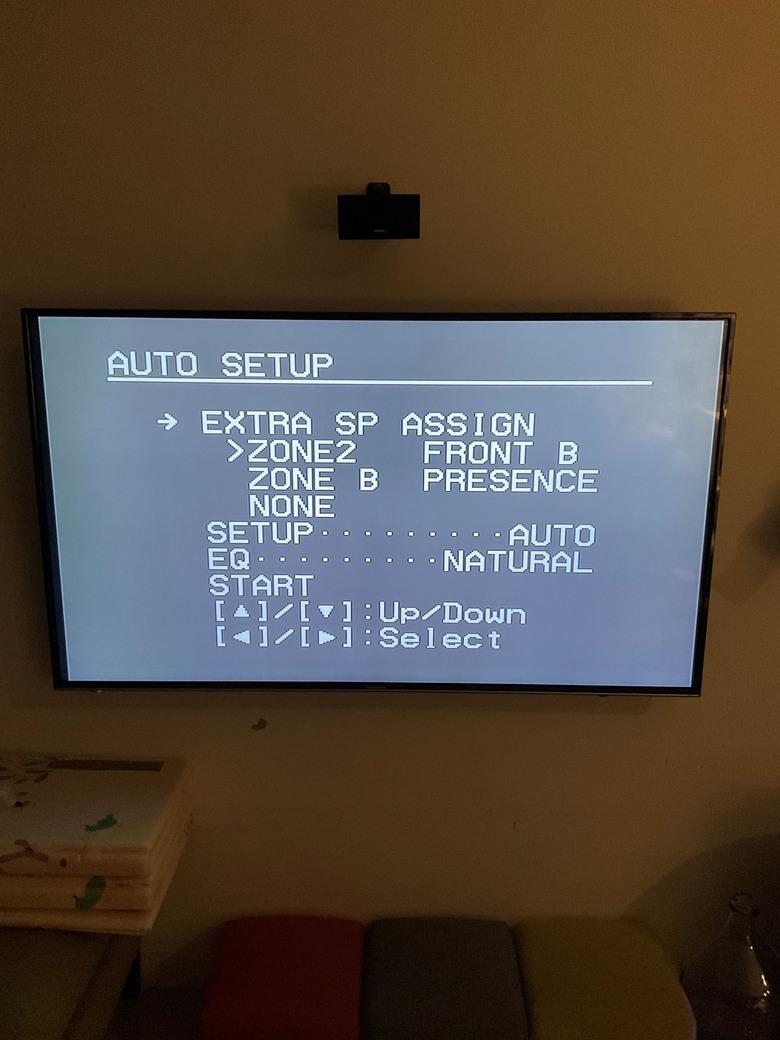 AUTO SETUP
→ EXTRA SP ASSIGN
>ZONE2 FRONT B
ZONE B PRESENCE
NONE
SETUP·········AUTO
EQ·········NATURAL
START
[▲]/[▼]:Up/Down
[◄]/[►]:Select